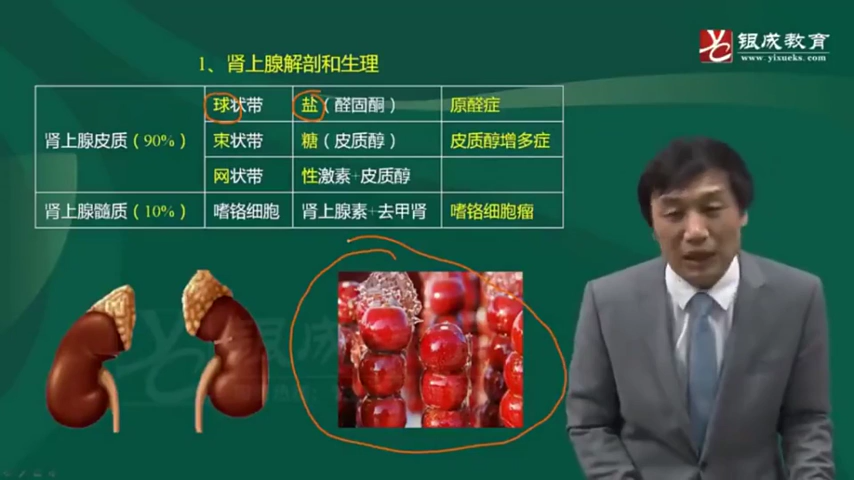 银成教育
www.yixueks.com
1、肾上腺解剖和生理
肾上腺皮质(90%) 球状带 盐(醛固酮) 原醛症
束状带 糖(皮质醇) 皮质醇增多症
网状带 性激素+皮质醇
肾上腺髓质(10%) 嗜铬细胞 肾上腺素+去甲肾 嗜铬细胞瘤
银成教育